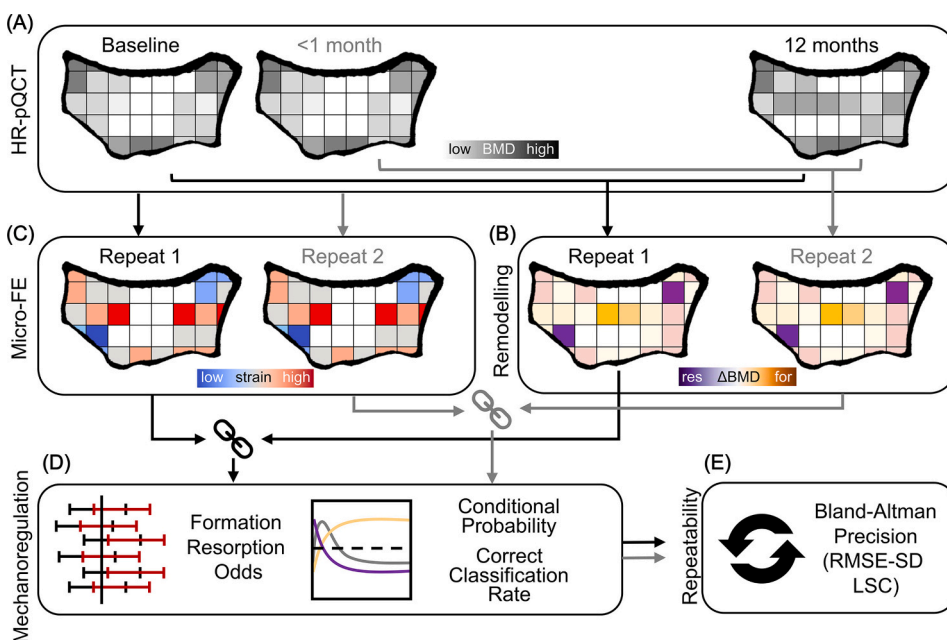 (A)
HR-pQCT
Baseline
<1 month
12 months
low BMD high
(C)
Micro-FE
Repeat 1
Repeat 2
low strain high
(B)
Remodelling
Repeat 1
Repeat 2
res ΔBMD for
(D)
Mechanoregulation
Formation
Resorption
Odds
Conditional
Probability
Correct
Classification
Rate
(E)
Repeatability
Bland-Altman
Precision
(RMSE-SD
LSC)